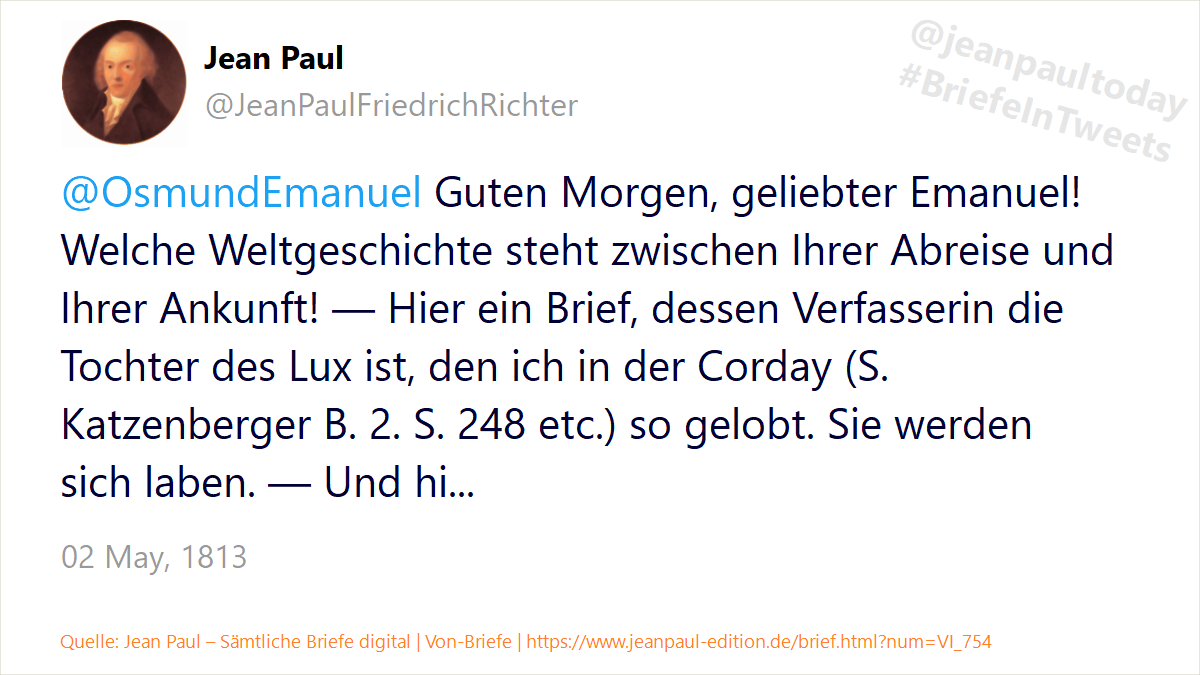 Jean Paul
@JeanPaulFriedrichRichter
@jeanpaultoday
#BriefeInTweets
@OsmundEmanuel Guten Morgen, geliebter Emanuel!
Welche Weltgeschichte steht zwischen Ihrer Abreise und
Ihrer Ankunft! — Hier ein Brief, dessen Verfasserin die
Tochter des Lux ist, den ich in der Corday (S.
Katzenberger B. 2. S. 248 etc.) so gelobt. Sie werden
sich laben. — Und hi...
02 May, 1813
Quelle: Jean Paul – Sämtliche Briefe digital | Von-Briefe | https://www.jeanpaul-edition.de/brief.html?num=VI_754